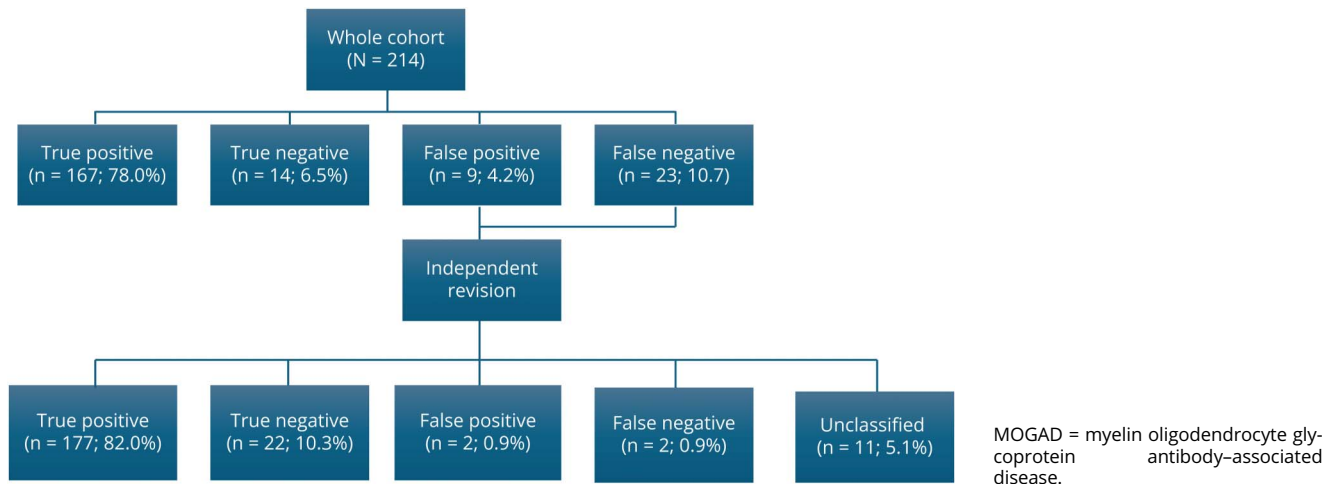 Whole cohort
(N = 214)
True positive
(n = 167; 78.0%)
True negative
(n = 14; 6.5%)
False positive
(n = 9; 4.2%)
False negative
(n = 23; 10.7)
Independent
revision
True positive
(n = 177; 82.0%)
True negative
(n = 22; 10.3%)
False positive
(n = 2; 0.9%)
False negative
(n = 2; 0.9%)
Unclassified
(n = 11; 5.1%)
MOGAD = myelin oligodendrocyte gly-
coprotein antibody–associated
disease.